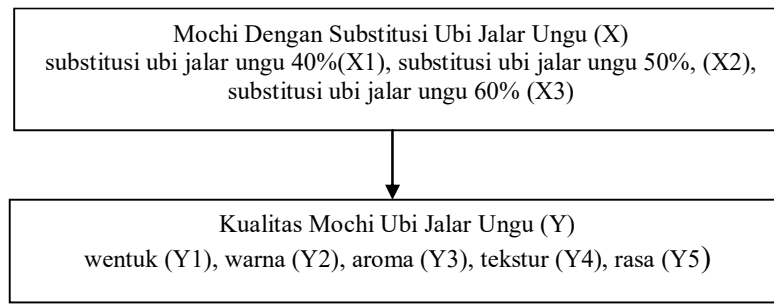 Mochi Dengan Substitusi Ubi Jalar Ungu (X)
substitusi ubi jalar ungu 40%(X1), substitusi ubi jalar ungu 50%, (X2),
substitusi ubi jalar ungu 60% (X3)
Kualitas Mochi Ubi Jalar Ungu (Y)
wentuk (Y1), warna (Y2), aroma (Y3), tekstur (Y4), rasa (Y5)